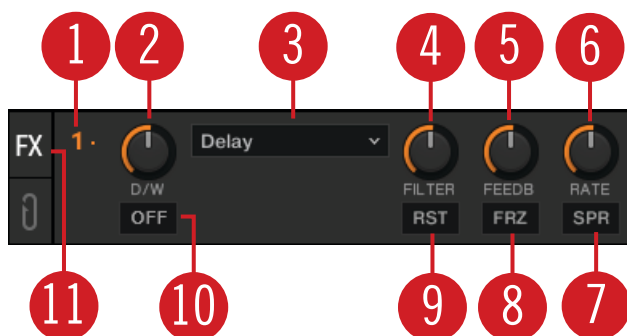 1 2 3 4 5 6
FX 1 · Delay
D/W FILTER FEEDB RATE
OFF RST FRZ SPR
11 10 9 8 7